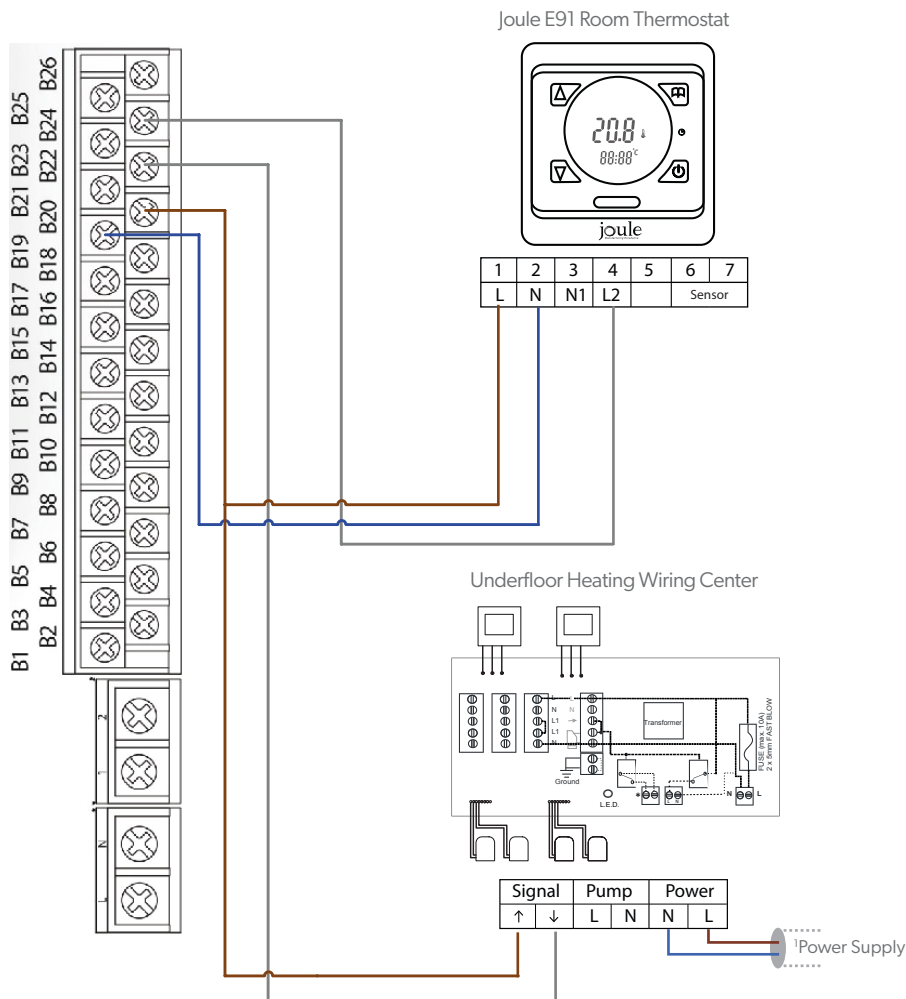 Joule E91 Room Thermostat
B26
B25
B24
B23
B22
B21
B20
B19
B18
B17
B16
B15
B14
B13
B12
B11
B10
B9
B8
B7
B6
B5
B4
B3
B2
B1
20.8
88:88 °c
joule
1 2 3 4 5 6 7
L N N1 L2 Sensor
Underfloor Heating Wiring Center
L
N N
L1
L1
N
Transformer
FUSE (max. 10A)
2 x 5mm FAST BLOW
Ground
L.E.D.
L N
N L
2
1
N
L
Signal Pump Power
↑ ↓ L N N L
¹Power Supply